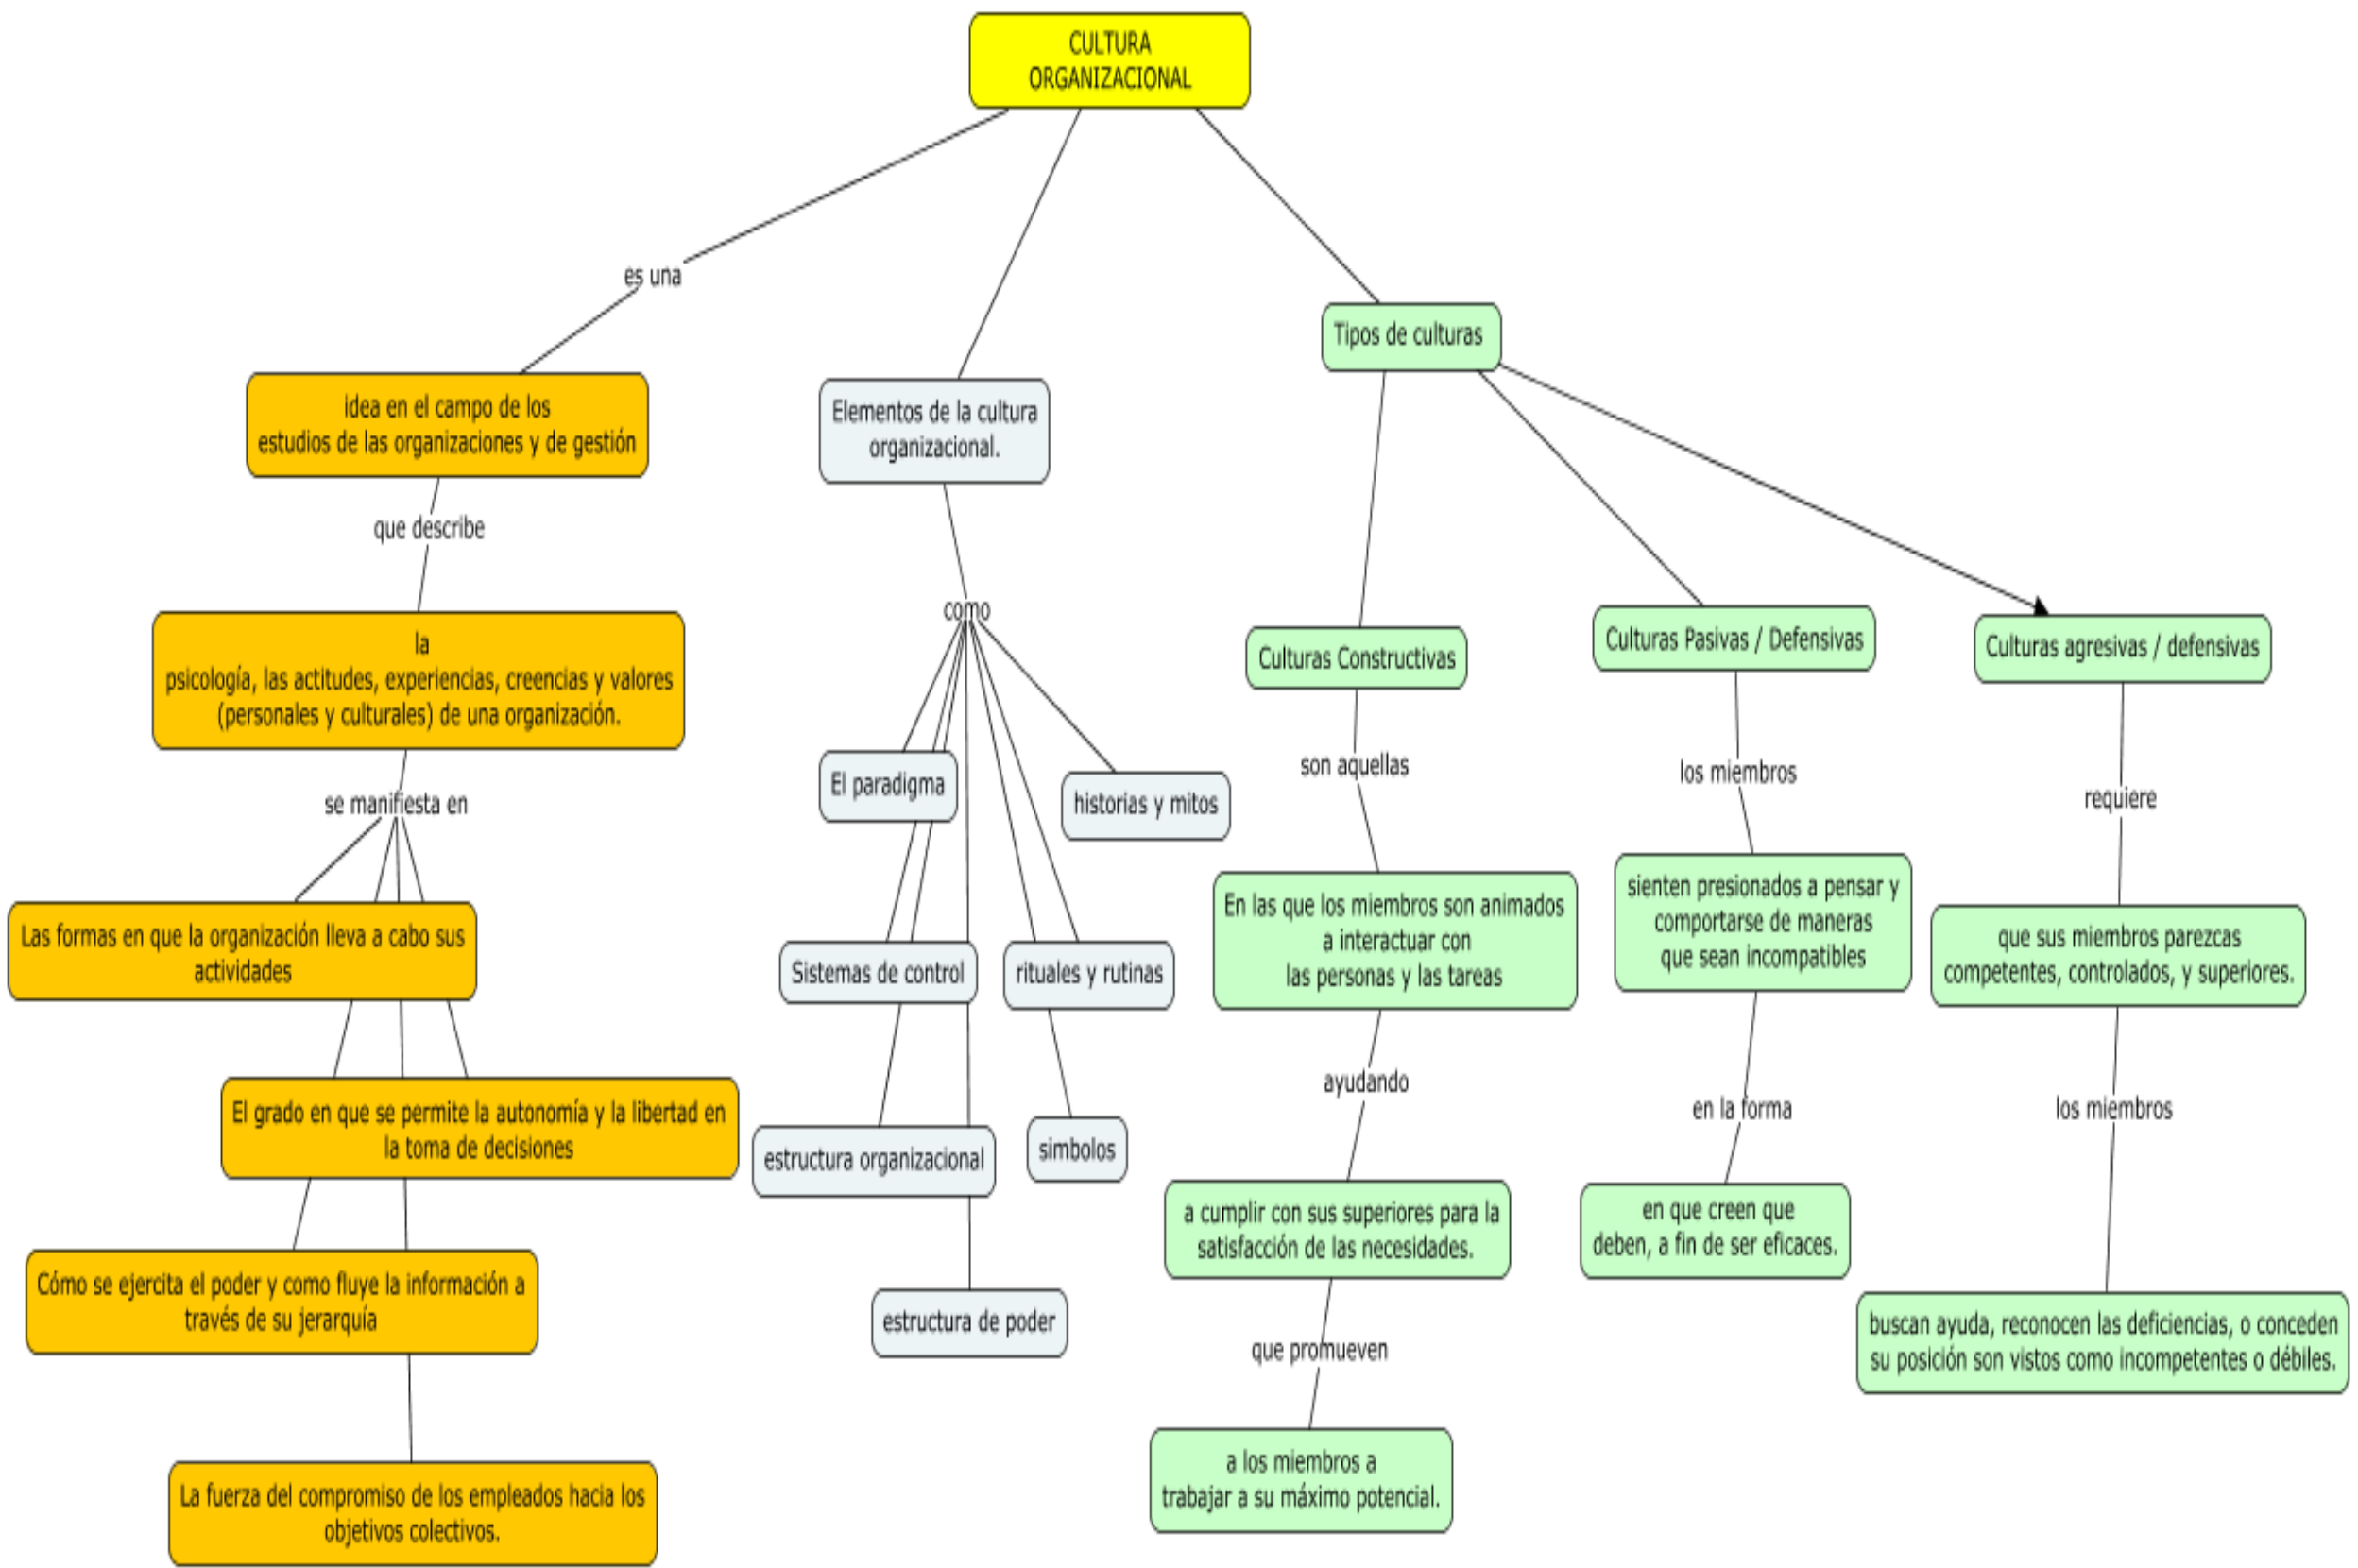 CULTURA
ORGANIZACIONAL
es una
idea en el campo de los
estudios de las organizaciones y de gestión
que describe
la
psicología, las actitudes, experiencias, creencias y valores
(personales y culturales) de una organización.
se manifiesta en
Las formas en que la organización lleva a cabo sus
actividades
El grado en que se permite la autonomía y la libertad en
la toma de decisiones
Cómo se ejercita el poder y como fluye la información a
través de su jerarquía
La fuerza del compromiso de los empleados hacia los
objetivos colectivos.
Elementos de la cultura
organizacional.
como
El paradigma
historias y mitos
Sistemas de control
rituales y rutinas
estructura organizacional
simbolos
estructura de poder
Tipos de culturas
Culturas Constructivas
son aquellas
En las que los miembros son animados
a interactuar con
las personas y las tareas
ayudando
a cumplir con sus superiores para la
satisfacción de las necesidades.
que promueven
a los miembros a
trabajar a su máximo potencial.
Culturas Pasivas / Defensivas
los miembros
sienten presionados a pensar y
comportarse de maneras
que sean incompatibles
en la forma
en que creen que
deben, a fin de ser eficaces.
Culturas agresivas / defensivas
requiere
que sus miembros parezcas
competentes, controlados, y superiores.
los miembros
buscan ayuda, reconocen las deficiencias, o conceden
su posición son vistos como incompetentes o débiles.